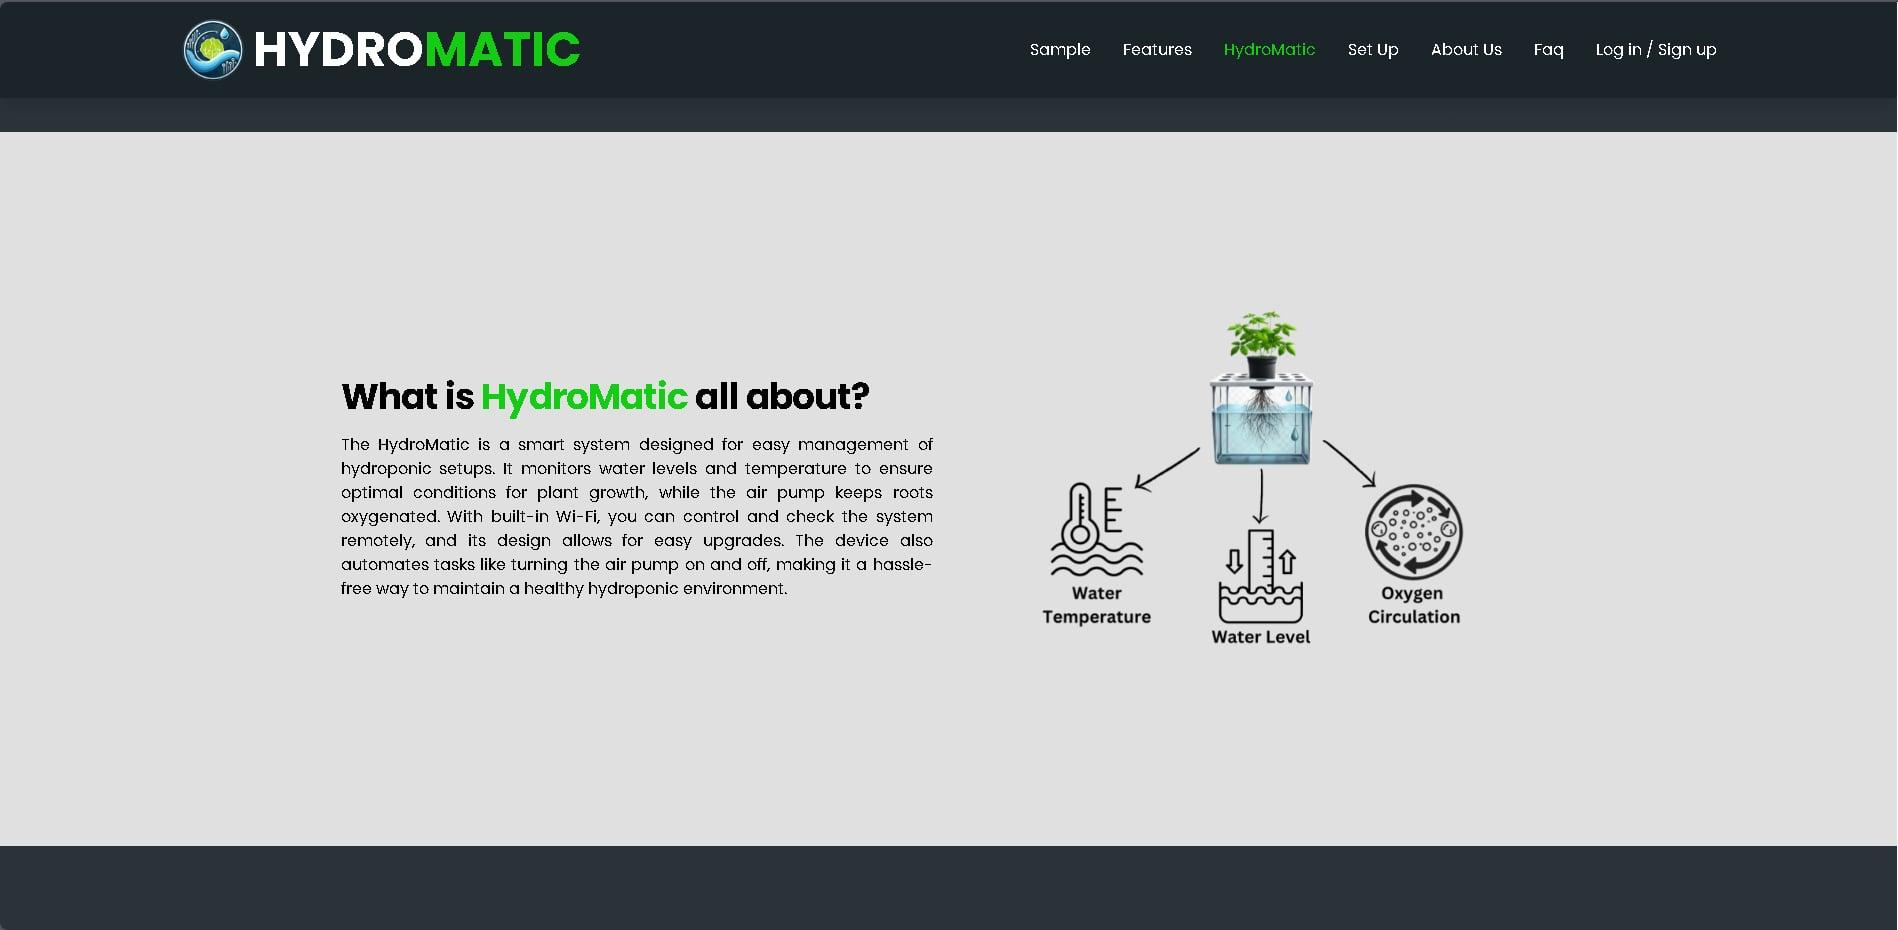 HYDROMATIC
Sample Features HydroMatic Set Up About Us Faq Log in / Sign up
What is HydroMatic all about?
The HydroMatic is a smart system designed for easy management of
hydroponic setups. It monitors water levels and temperature to ensure
optimal conditions for plant growth, while the air pump keeps roots
oxygenated. With built-in Wi-Fi, you can control and check the system
remotely, and its design allows for easy upgrades. The device also
automates tasks like turning the air pump on and off, making it a hassle-
free way to maintain a healthy hydroponic environment.
Water
Temperature
Water Level
Oxygen
Circulation